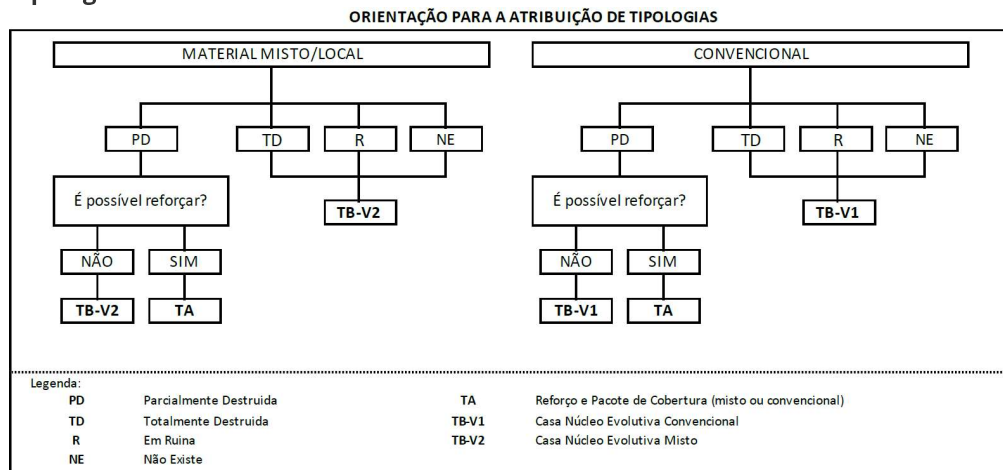 ORIENTAÇÃO PARA A ATRIBUIÇÃO DE TIPOLOGIAS
MATERIAL MISTO/LOCAL
PD
TD
R
NE
É possível reforçar?
TB-V2
NÃO
SIM
TB-V2
TA
CONVENCIONAL
PD
TD
R
NE
É possível reforçar?
TB-V1
NÃO
SIM
TB-V1
TA
Legenda:
PD Parcialmente Destruida
TD Totalmente Destruida
R Em Ruina
NE Não Existe
TA Reforço e Pacote de Cobertura (misto ou convencional)
TB-V1 Casa Núcleo Evolutiva Convencional
TB-V2 Casa Núcleo Evolutiva Misto